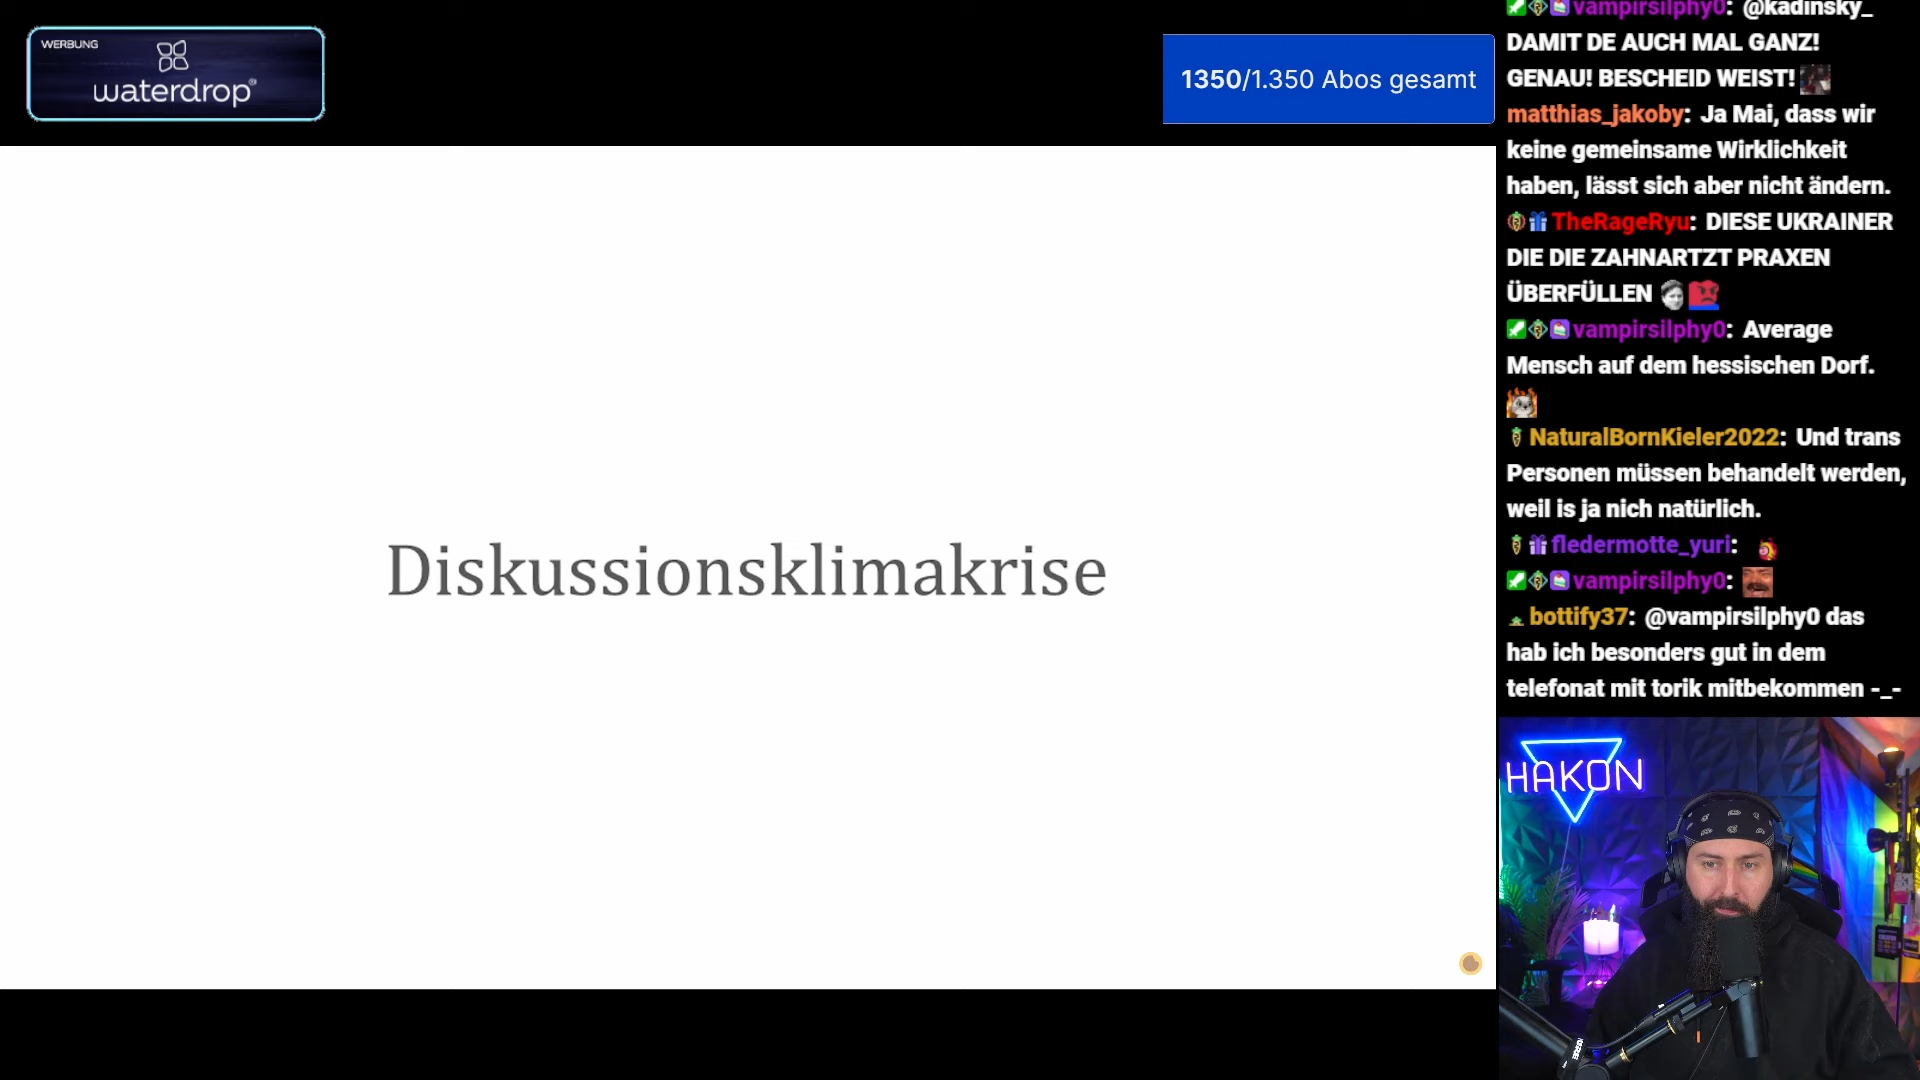 WERBUNG
waterdrop®
1350/1.350 Abos gesamt
Diskussionsklimakrise
vampirsilphy0: @kadinsky_
DAMIT DE AUCH MAL GANZ!
GENAU! BESCHEID WEIST!
matthias_jakoby: Ja Mai, dass wir
keine gemeinsame Wirklichkeit
haben, lässt sich aber nicht ändern.
TheRageRyu: DIESE UKRAINER
DIE DIE ZAHNARTZT PRAXEN
ÜBERFÜLLEN
vampirsilphy0: Average
Mensch auf dem hessischen Dorf.
NaturalBornKieler2022: Und trans
Personen müssen behandelt werden,
weil is ja nich natürlich.
fledermotte_yuri:
vampirsilphy0:
bottify37: @vampirsilphy0 das
hab ich besonders gut in dem
telefonat mit torik mitbekommen -_-
HAKON